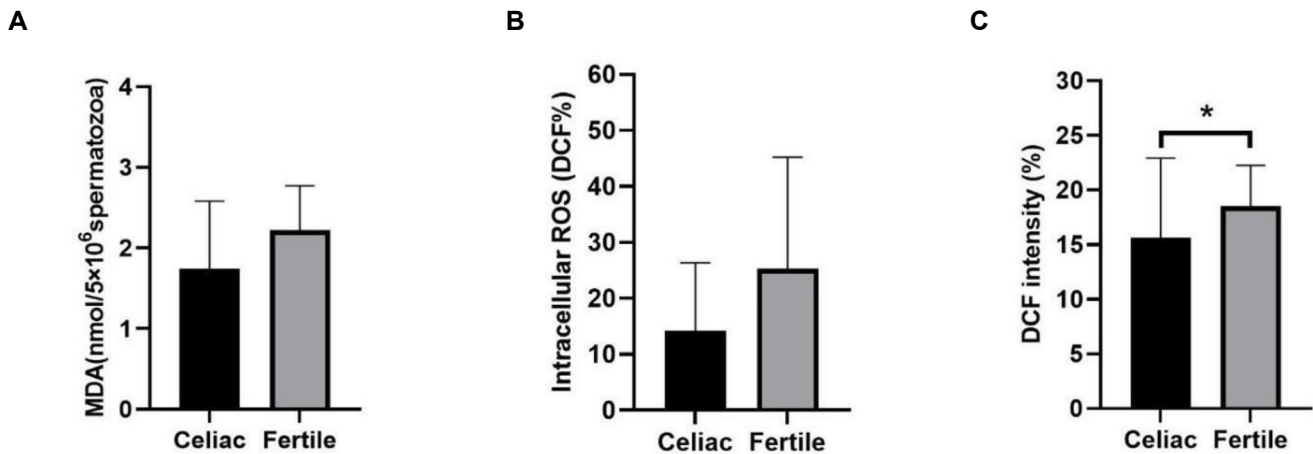 A
B
C
MDA(nmol/5×10⁶spermatozoa)
4
3
2
1
0
Celiac Fertile
Intracellular ROS (DCF%)
60
50
40
30
20
10
0
Celiac Fertile
DCF intensity (%)
30
25
20
15
10
5
0
*
Celiac Fertile